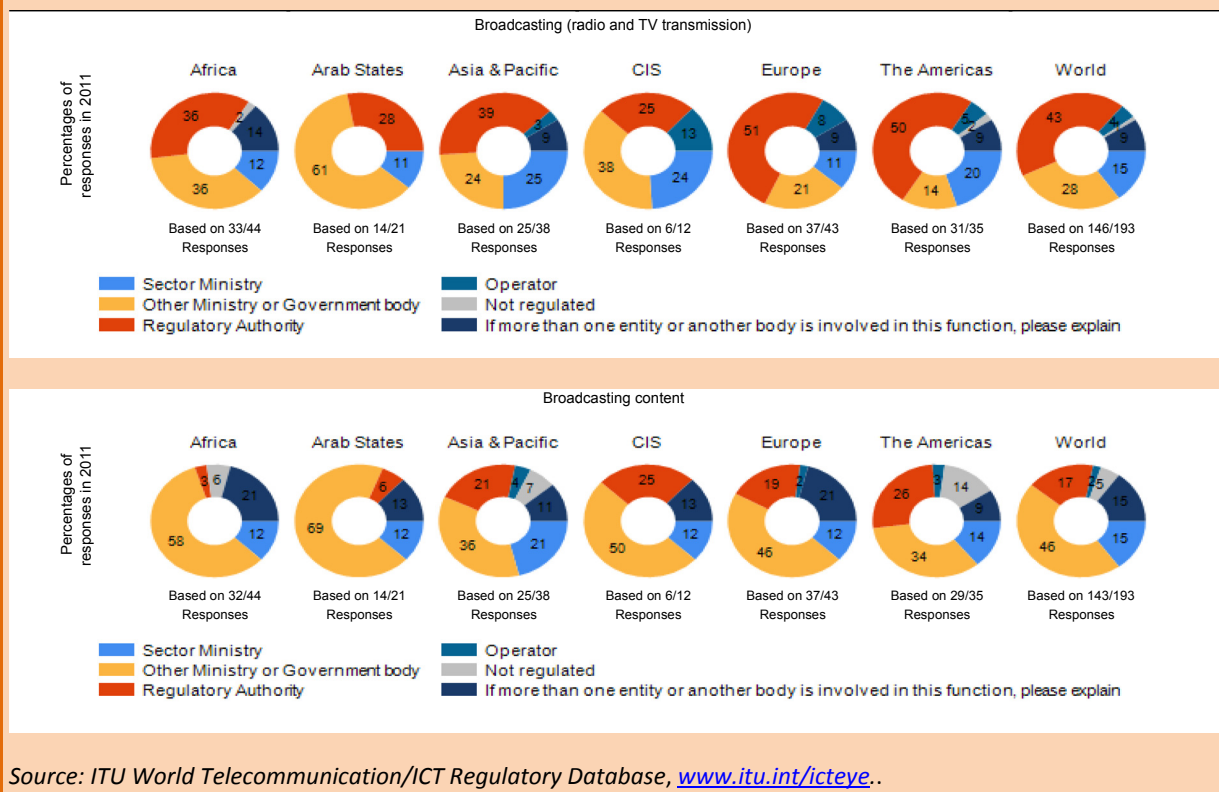 Broadcasting (radio and TV transmission)
Percentages of
responses in 2011
Africa Arab States Asia & Pacific CIS Europe The Americas World
36 2 14 12 36
28 11 61
39 3 9 25 24
25 13 24 38
51 8 9 11 21
50 5 2 9 20 14
43 4 9 15 28
Based on 33/44 Based on 14/21 Based on 25/38 Based on 6/12 Based on 37/43 Based on 31/35 Based on 146/193
Responses Responses Responses Responses Responses Responses Responses
Sector Ministry
Other Ministry or Government body
Regulatory Authority
Operator
Not regulated
If more than one entity or another body is involved in this function, please explain
Broadcasting content
Percentages of
responses in 2011
Africa Arab States Asia & Pacific CIS Europe The Americas World
3 6 21 12 58
6 13 12 69
21 4 7 11 21 36
25 13 12 50
19 2 21 12 46
26 3 14 9 14 34
17 2 5 15 15 46
Based on 32/44 Based on 14/21 Based on 25/38 Based on 6/12 Based on 37/43 Based on 29/35 Based on 143/193
Responses Responses Responses Responses Responses Responses Responses
Sector Ministry
Other Ministry or Government body
Regulatory Authority
Operator
Not regulated
If more than one entity or another body is involved in this function, please explain
Source: ITU World Telecommunication/ICT Regulatory Database, www.itu.int/icteye..